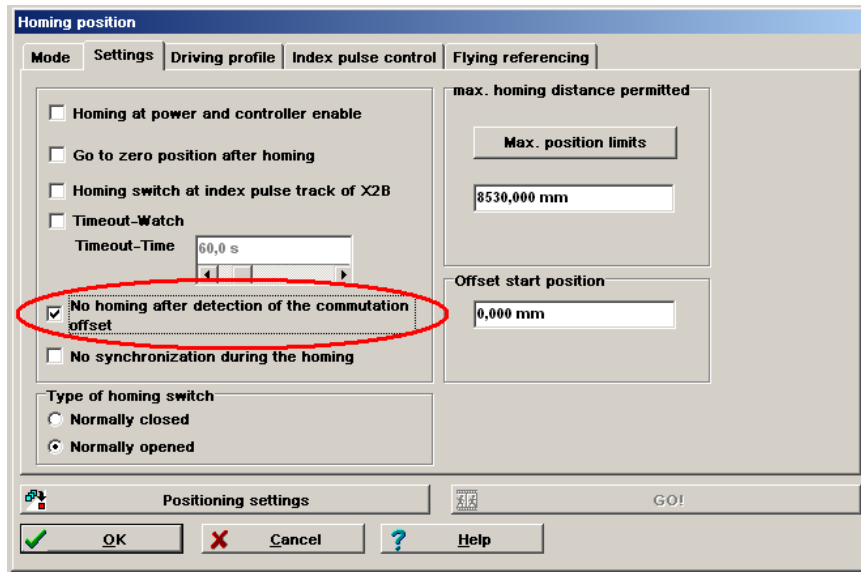 Homing position
Mode
Settings
Driving profile
Index pulse control
Flying referencing
Homing at power and controller enable
Go to zero position after homing
Homing switch at index pulse track of X2B
Timeout-Watch
Timeout-Time
60,0 s
No homing after detection of the commutation
offset
No synchronization during the homing
Type of homing switch
Normally closed
Normally opened
max. homing distance permitted
Max. position limits
8530,000 mm
Offset start position
0,000 mm
Positioning settings
GO!
OK
Cancel
Help